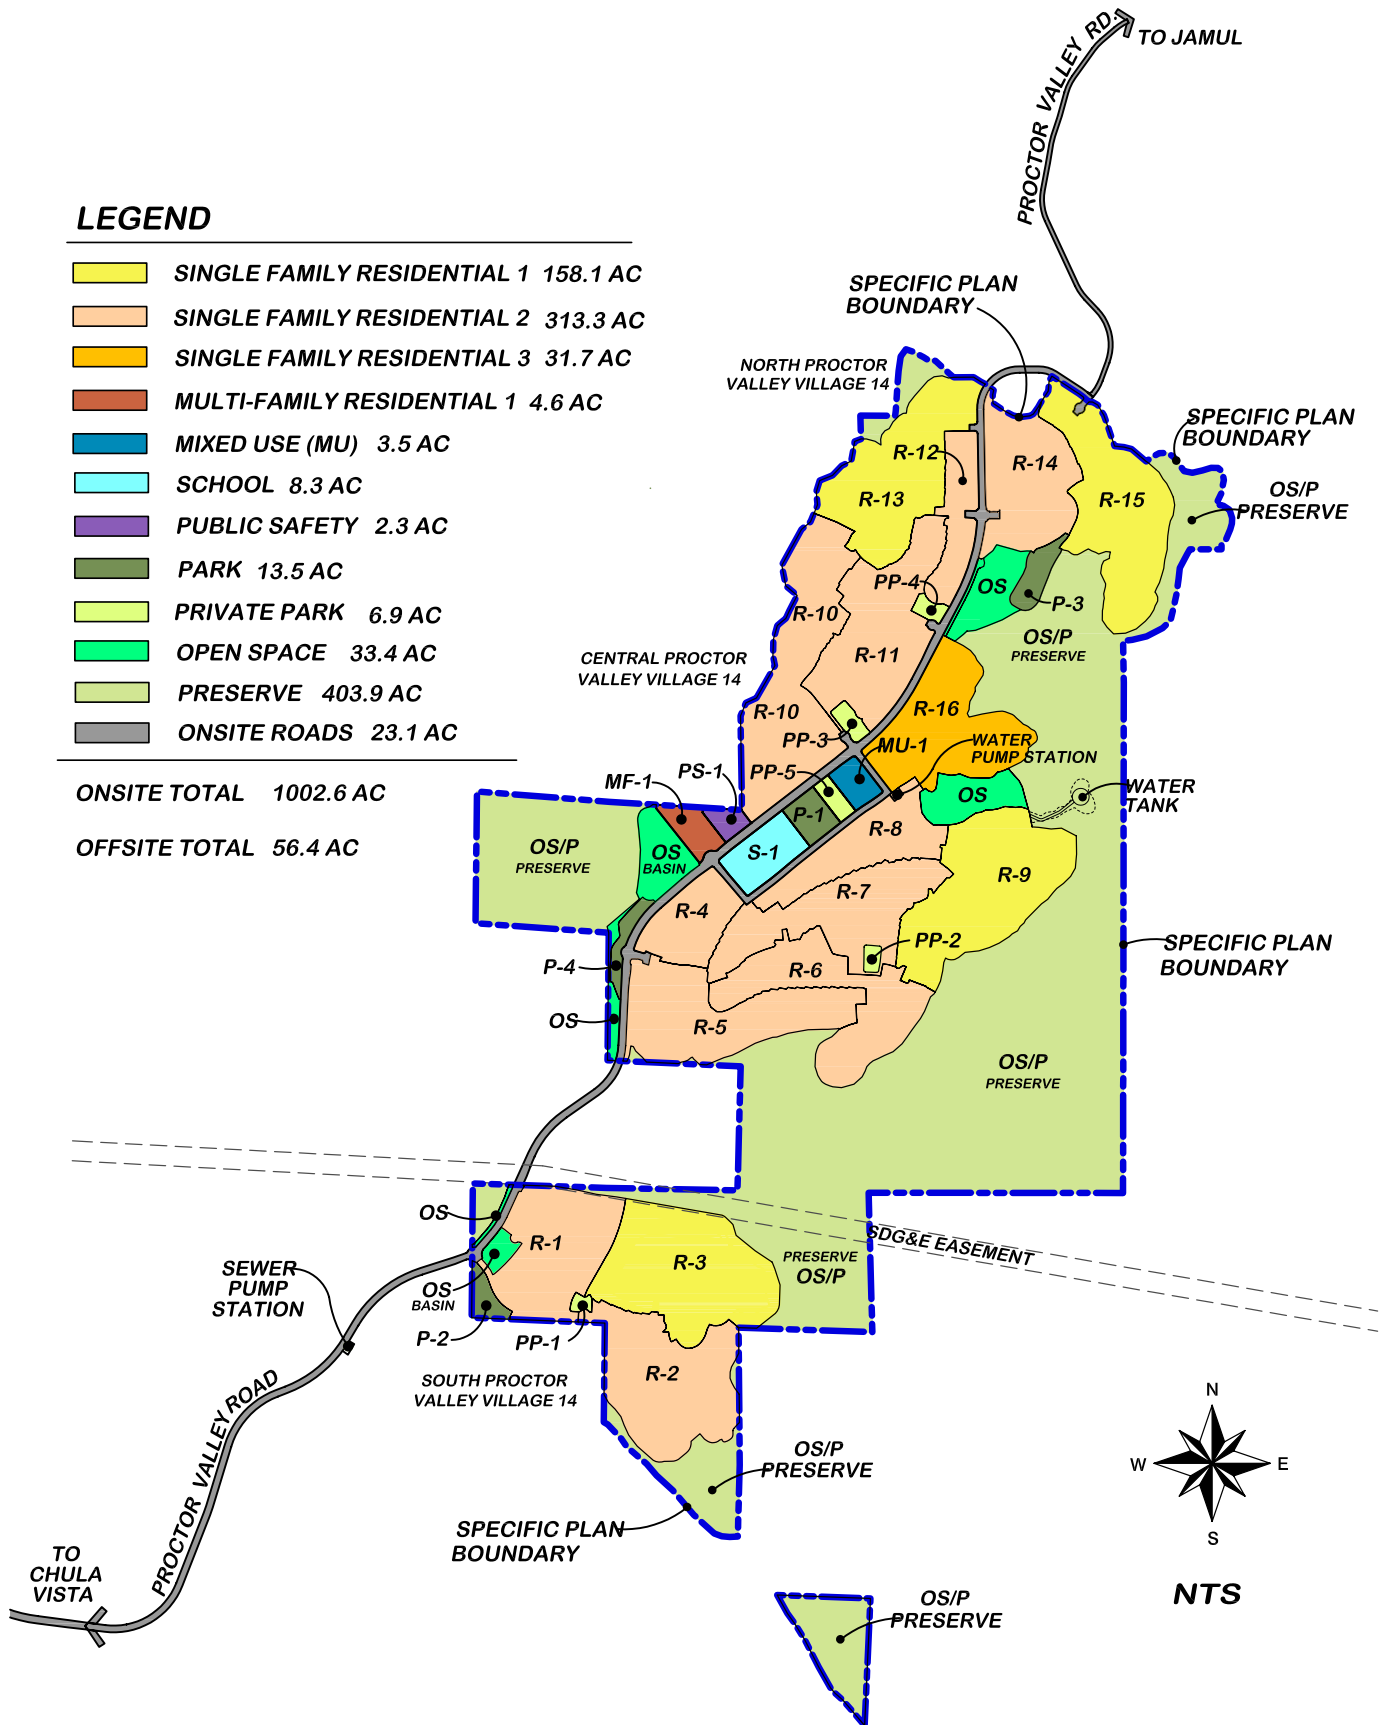 PROCTOR VALLEY RD.
TO JAMUL
LEGEND
SINGLE FAMILY RESIDENTIAL 1 158.1 AC
SINGLE FAMILY RESIDENTIAL 2 313.3 AC
SINGLE FAMILY RESIDENTIAL 3 31.7 AC
MULTI-FAMILY RESIDENTIAL 1 4.6 AC
MIXED USE (MU) 3.5 AC
SCHOOL 8.3 AC
PUBLIC SAFETY 2.3 AC
PARK 13.5 AC
PRIVATE PARK 6.9 AC
OPEN SPACE 33.4 AC
PRESERVE 403.9 AC
ONSITE ROADS 23.1 AC
ONSITE TOTAL 1002.6 AC
OFFSITE TOTAL 56.4 AC
SPECIFIC PLAN
BOUNDARY
NORTH PROCTOR
VALLEY VILLAGE 14
SPECIFIC PLAN
BOUNDARY
R-12
R-14
R-13
R-15
OS/P
PRESERVE
PP-4
OS
P-3
R-10
OS/P
PRESERVE
R-11
CENTRAL PROCTOR
VALLEY VILLAGE 14
R-10
R-16
PP-3
MU-1
WATER
PUMP STATION
MF-1
PS-1
PP-5
OS
WATER
TANK
P-1
R-8
OS/P
PRESERVE
OS
BASIN
S-1
R-9
R-7
R-4
PP-2
SPECIFIC PLAN
BOUNDARY
P-4
R-6
OS
R-5
OS/P
PRESERVE
OS
R-1
SDG&E EASEMENT
PRESERVE
OS/P
R-3
SEWER
PUMP
STATION
OS
BASIN
P-2
PP-1
R-2
SOUTH PROCTOR
VALLEY VILLAGE 14
PROCTOR VALLEY ROAD
OS/P
PRESERVE
SPECIFIC PLAN
BOUNDARY
N
W
E
S
NTS
TO
CHULA
VISTA
OS/P
PRESERVE